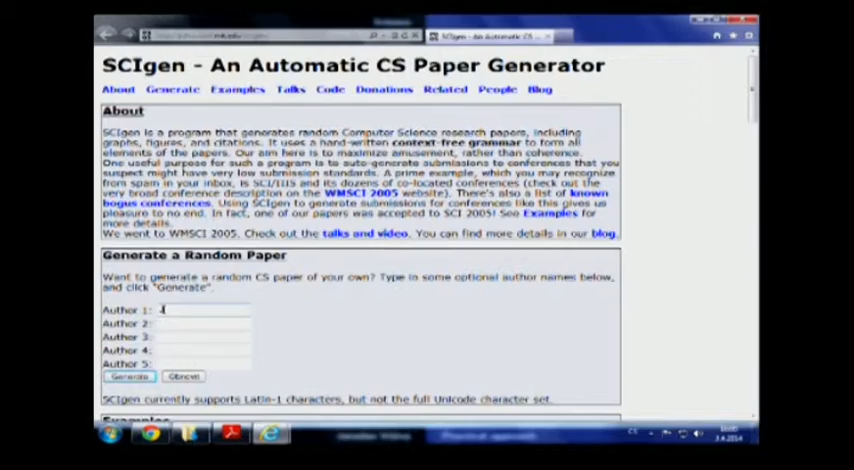 SCIgen - An Automatic CS Paper ...
SCIgen - An Automatic CS Paper Generator
About Generate Examples Talks Code Donations Related People Blog
About
SCIgen is a program that generates random Computer Science research papers, including
graphs, figures, and citations. It uses a hand-written context-free grammar to form all
elements of the papers. Our aim here is to maximize amusement, rather than coherence.
One useful purpose for such a program is to auto-generate submissions to conferences that you
suspect might have very low submission standards. A prime example, which you may recognize
from spam in your inbox, is SCI/IIIS and its dozens of co-located conferences (check out the
very broad conference description on the WMSCI 2005 website). There's also a list of known
bogus conferences. Using SCIgen to generate submissions for conferences like this gives us
pleasure to no end. In fact, one of our papers was accepted to SCI 2005! See Examples for
more details.
We went to WMSCI 2005. Check out the talks and video. You can find more details in our blog.
Generate a Random Paper
Want to generate a random CS paper of your own? Type in some optional author names below,
and click "Generate".
Author 1:
Author 2:
Author 3:
Author 4:
Author 5:
Generate Obnovit
SCIgen currently supports Latin-1 characters, but not the full Unicode character set.
Examples
CS
3.4.2014